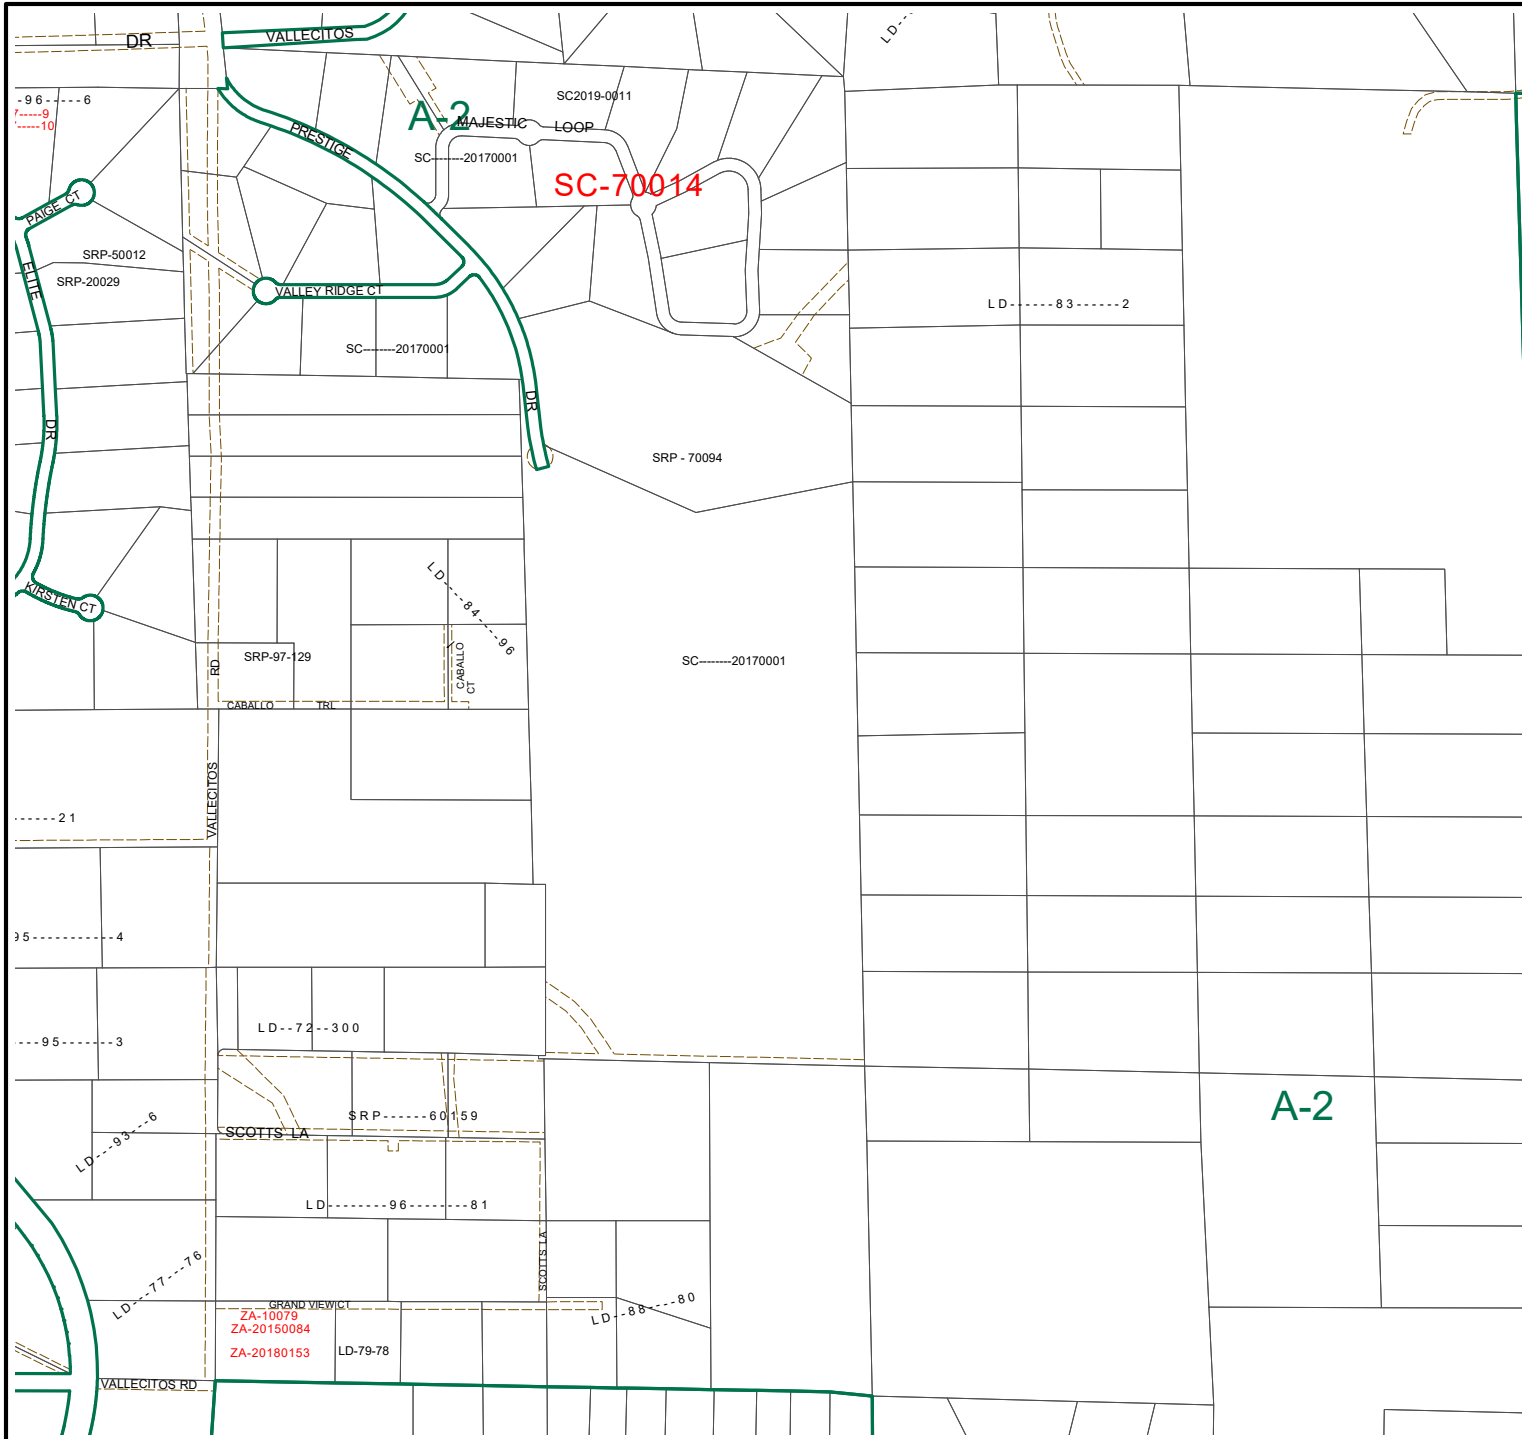 LD---
DR
VALLECITOS
-96-----6
-----9
-----10
A-2
SC2019-0011
MAJESTIC LOOP
PRESTIGE
SC-------20170001
SC-70014
PAIGE CT
SRP-50012
ELITE
SRP-20029
VALLEY RIDGE CT
LD------83------2
SC-------20170001
DR
DR
SRP - 70094
LD-----84-----96
KIRSTEN CT
SRP-97-129
RD
CABALLO
CT
SC-------20170001
CABALLO TRL
VALLECITOS
-----21
95-----------4
LD--72--300
---95-------3
SRP------60159
LD----93---6
SCOTTS LA
A-2
LD--------96--------81
SCOTTS LA
LD----77---76
GRAND VIEW CT
LD--88----80
ZA-10079
ZA-20150084
ZA-20180153
LD-79-78
VALLECITOS RD